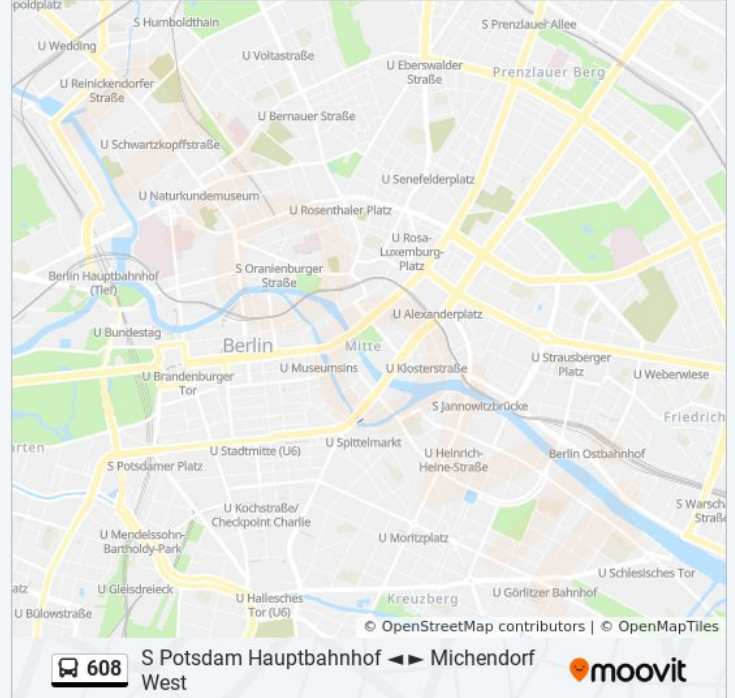 poldplatz
S Humboldthain
S Prenzlauer Allee
U Wedding
U Voltastraße
U Eberswalder
Straße
Prenzlauer Berg
U Reinickendorfer
Straße
U Bernauer Straße
U Schwartzkopffstraße
U Senefelderplatz
U Naturkundemuseum
U Rosenthaler Platz
U Rosa-
Luxemburg-
Platz
S Oranienburger
Straße
Berlin Hauptbahnhof
(Tief)
U Alexanderplatz
U Bundestag
Berlin
Mitte
U Strausberger
Platz
U Museumsins
U Klosterstraße
U Weberwiese
U Brandenburger
Tor
S Jannowitzbrücke
Friedrich
arten
U Stadtmitte (U6)
U Spittelmarkt
U Heinrich-
Heine-Straße
Berlin Ostbahnhof
S Potsdamer Platz
S Warsch
Straße
U Kochstraße/
Checkpoint Charlie
U Mendelssohn-
Bartholdy-Park
U Moritzplatz
U Schlesisches Tor
atz
U Gleisdreieck
U Görlitzer Bahnhof
U Hallesches
Tor (U6)
Kreuzberg
U Bülowstraße
© OpenStreetMap contributors | © OpenMapTiles
608
S Potsdam Hauptbahnhof ◄ ► Michendorf
West
moovit